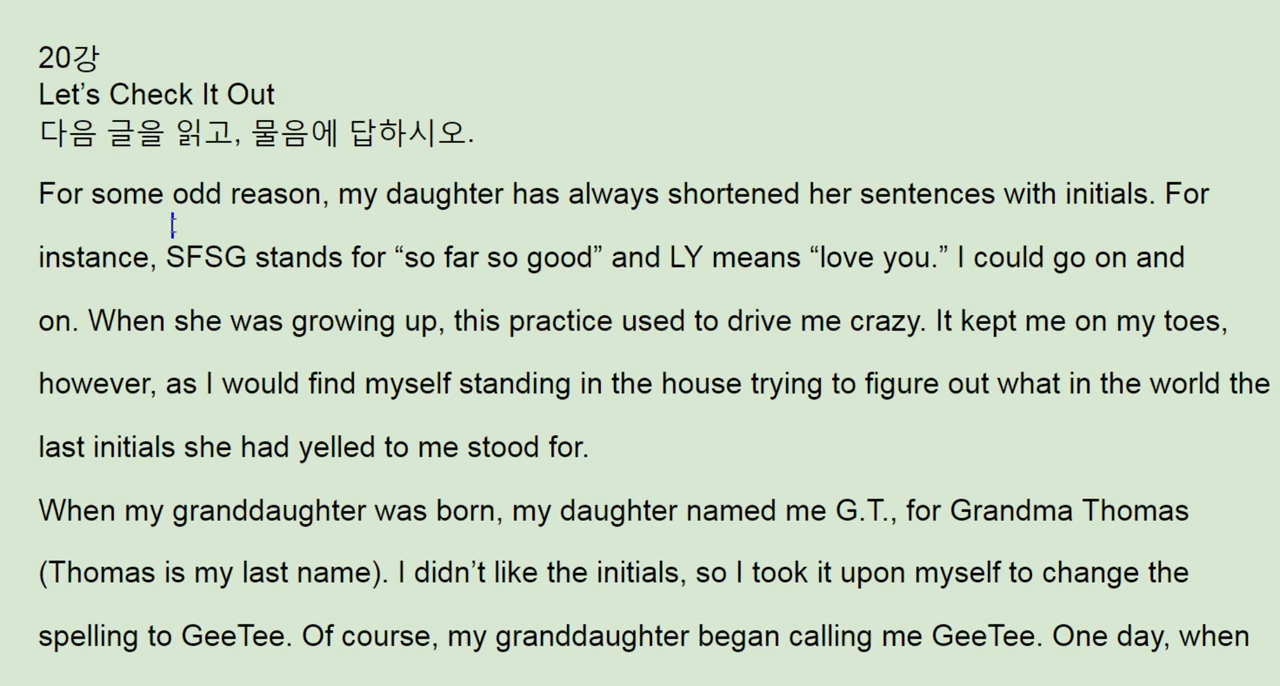 20강
Let’s Check It Out
다음 글을 읽고, 물음에 답하시오.
For some odd reason, my daughter has always shortened her sentences with initials. For
instance, SFSG stands for “so far so good” and LY means “love you.” I could go on and
on. When she was growing up, this practice used to drive me crazy. It kept me on my toes,
however, as I would find myself standing in the house trying to figure out what in the world the
last initials she had yelled to me stood for.
When my granddaughter was born, my daughter named me G.T., for Grandma Thomas
(Thomas is my last name). I didn’t like the initials, so I took it upon myself to change the
spelling to GeeTee. Of course, my granddaughter began calling me GeeTee. One day, when